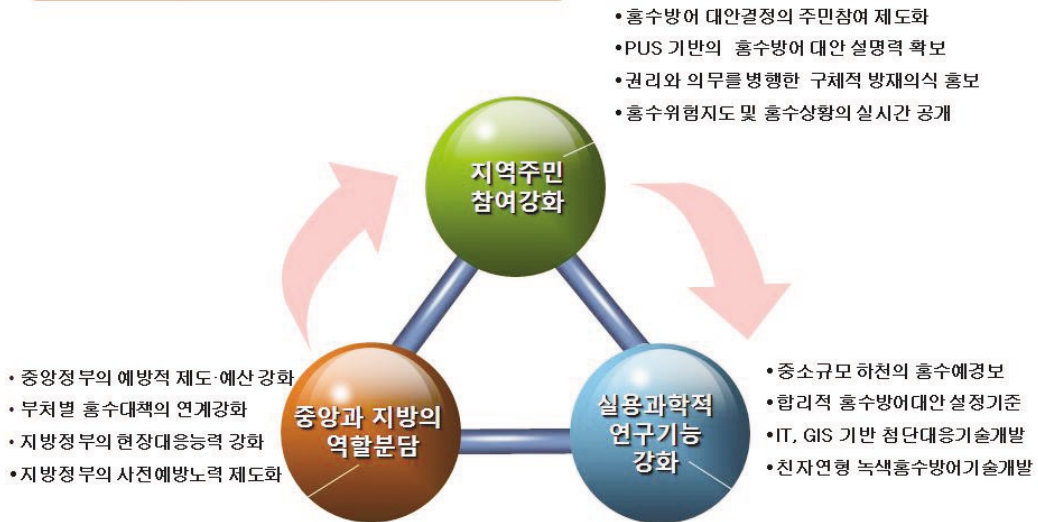 •홍수방어 대안결정의 주민참여 제도화
•PUS 기반의 홍수방어 대안 설명력 확보
•권리와 의무를 병행한 구체적 방재의식 홍보
•홍수위험지도 및 홍수상황의 실시간 공개
지역주민
참여강화
• 중앙정부의 예방적 제도·예산 강화
• 부처별 홍수대책의 연계강화
• 지방정부의 현장대응능력 강화
•지방정부의 사전예방노력 제도화
중앙과 지방의
역할분담
실용과학적
연구기능
강화
•중소규모 하천의 홍수예경보
•합리적 홍수방어대안 설정기준
•IT, GIS 기반 첨단대응기술개발
•친자연형 녹색홍수방어기술개발